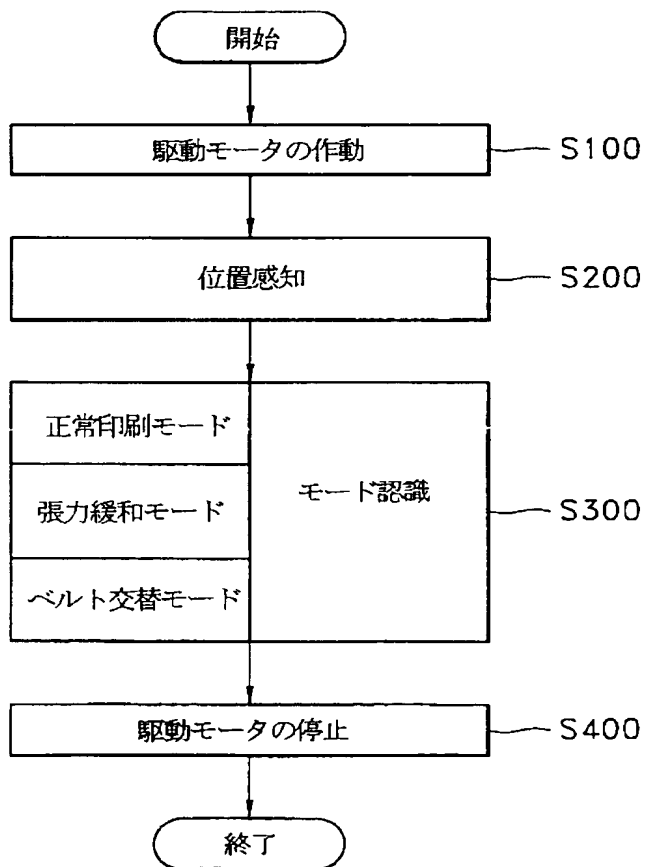 開始
駆動モータの作動
S100
位置感知
S200
正常印刷モード
張力緩和モード
ベルト交替モード
モード認識
S300
駆動モータの停止
S400
終了